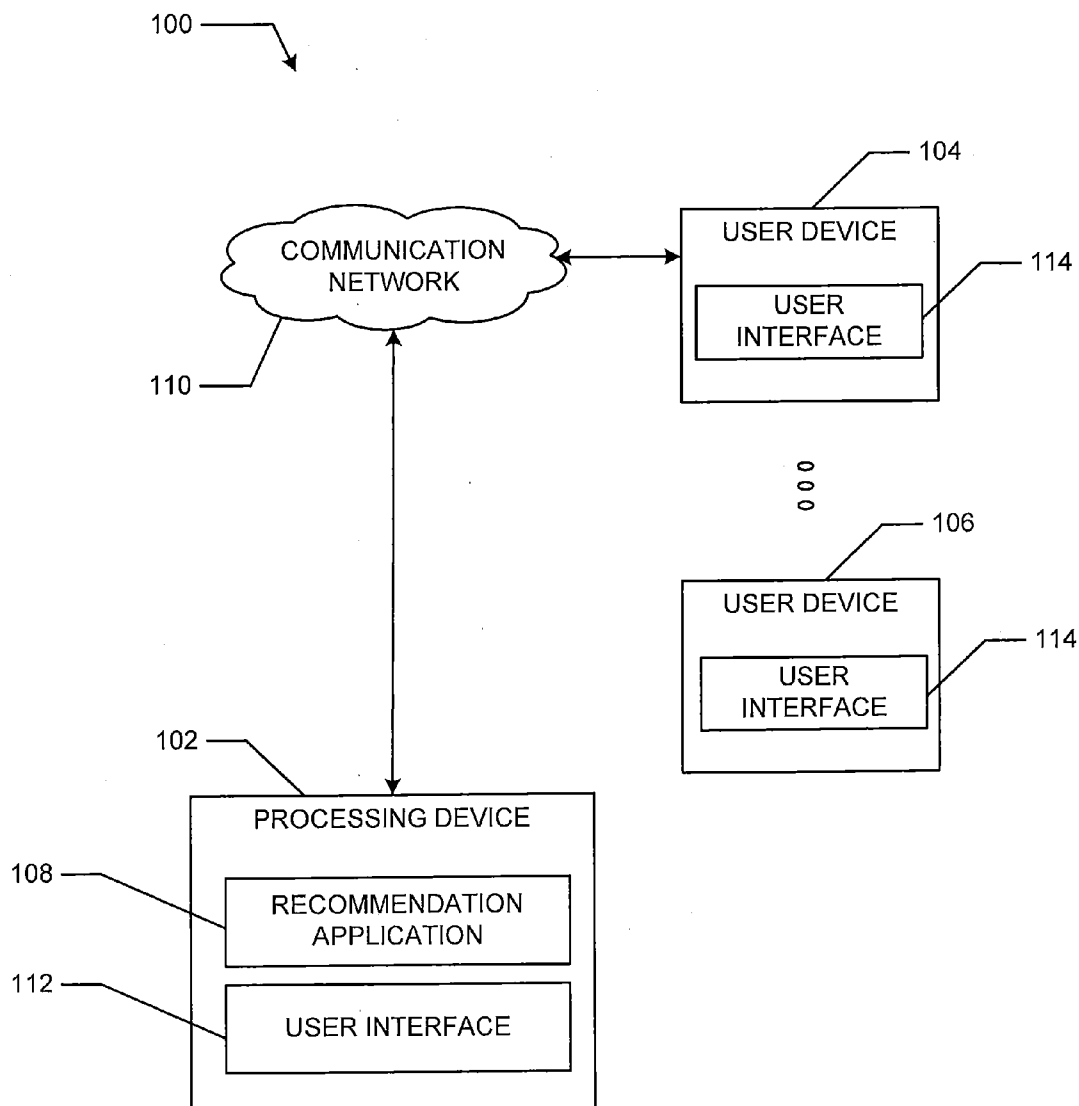 100
104
USER DEVICE
114
USER
INTERFACE
COMMUNICATION
NETWORK
110
106
USER DEVICE
114
USER
INTERFACE
102
PROCESSING DEVICE
108
RECOMMENDATION
APPLICATION
112
USER INTERFACE